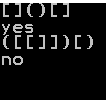 []()[]
yes
([[]])[)
no